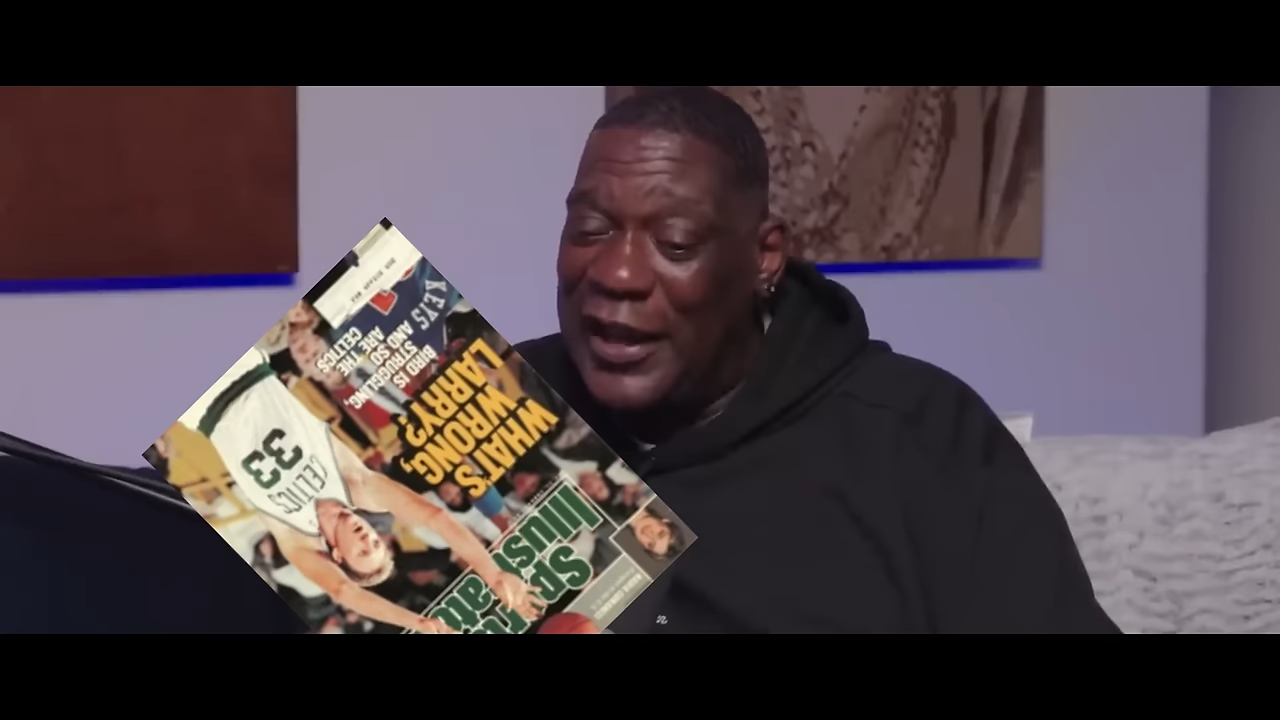 Sports
Illustrated
WHAT'S
WRONG,
LARRY?
BIRD IS
STRUGGLING,
AND SO
ARE THE
CELTICS
CELTICS
33